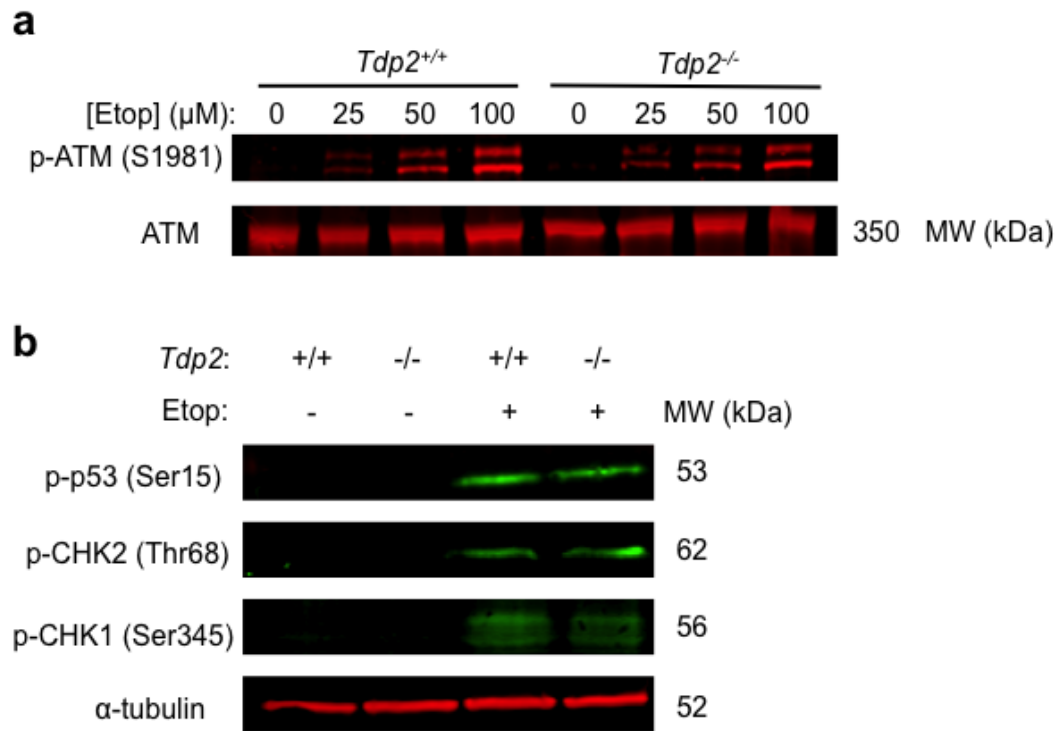 a
Tdp2+/+ Tdp2-/-
[Etop] (μM): 0 25 50 100 0 25 50 100
p-ATM (S1981)
ATM 350 MW (kDa)
b
Tdp2: +/+ -/- +/+ -/-
Etop: - - + + MW (kDa)
p-p53 (Ser15) 53
p-CHK2 (Thr68) 62
p-CHK1 (Ser345) 56
α-tubulin 52